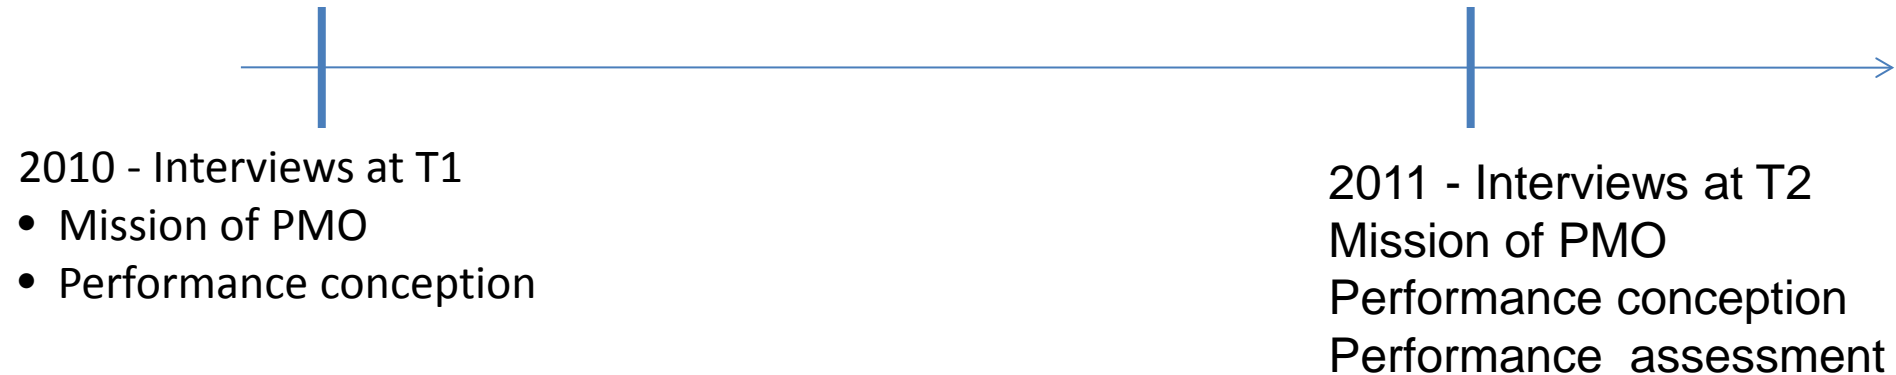 2010 - Interviews at T1
• Mission of PMO
• Performance conception
2011 - Interviews at T2
Mission of PMO
Performance conception
Performance assessment